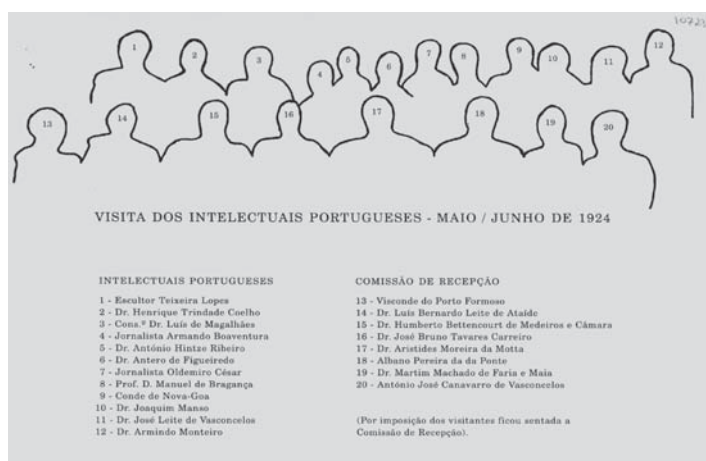 10723
1
2
3
4
5
6
7
8
9
10
11
12
13
14
15
16
17
18
19
20
VISITA DOS INTELECTUAIS PORTUGUESES - MAIO / JUNHO DE 1924
INTELECTUAIS PORTUGUESES
1 - Escultor Teixeira Lopes
2 - Dr. Henrique Trindade Coelho
3 - Cons.º Dr. Luís de Magalhães
4 - Jornalista Armando Boaventura
5 - Dr. António Hintze Ribeiro
6 - Dr. Antero de Figueiredo
7 - Jornalista Oldemiro César
8 - Prof. D. Manuel de Bragança
9 - Conde de Nova-Goa
10 - Dr. Joaquim Manso
11 - Dr. José Leite de Vasconcelos
12 - Dr. Armindo Monteiro
COMISSÃO DE RECEPÇÃO
13 - Visconde do Porto Formoso
14 - Dr. Luís Bernardo Leite de Ataíde
15 - Dr. Humberto Bettencourt de Medeiros e Câmara
16 - Dr. José Bruno Tavares Carreiro
17 - Dr. Aristides Moreira da Motta
18 - Albano Pereira da du Ponte
19 - Dr. Martim Machado de Faria e Maia
20 - António José Canavarro de Vasconcelos
(Por imposição dos visitantes ficou sentada a
Comissão de Recepção).